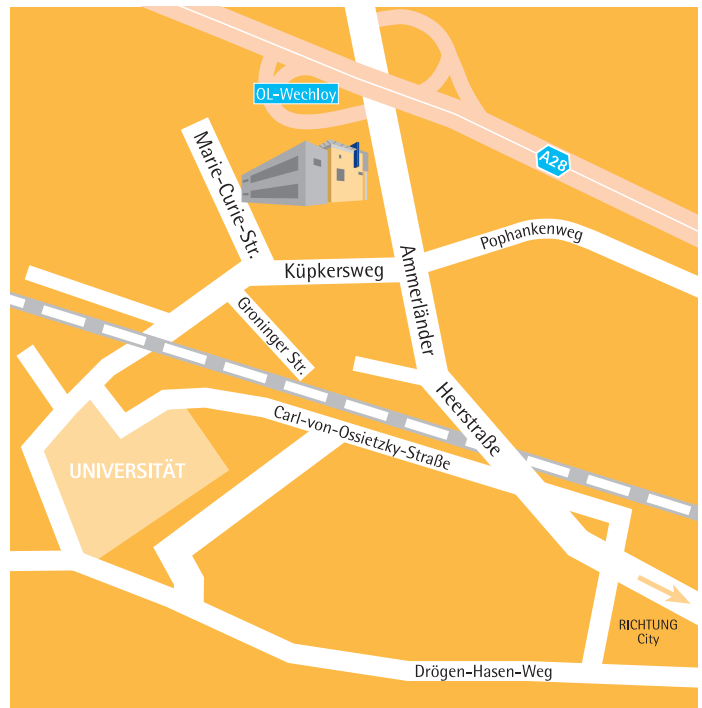 OL-Wechloy
A28
Marie-Curie-Str.
Pophankenweg
Küpkersweg
Ammerländer
Groninger Str.
Heerstraße
Carl-von-Ossietzky-Straße
UNIVERSITÄT
RICHTUNG
City
Drögen-Hasen-Weg